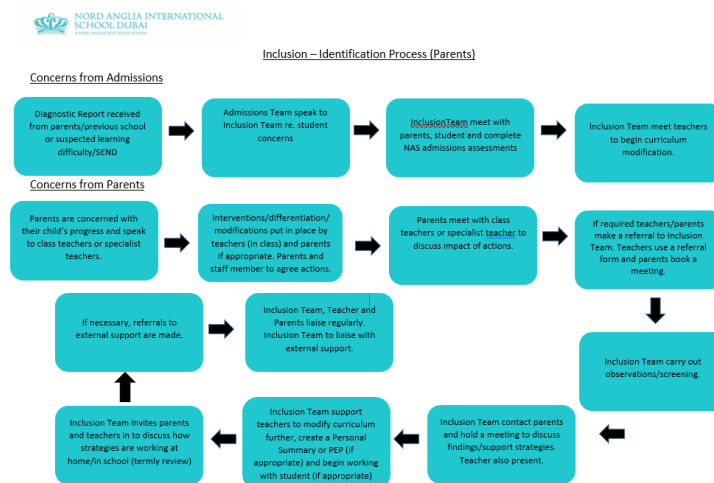 NORD ANGLIA INTERNATIONAL
SCHOOL DUBAI
A NORD ANGLIA EDUCATION SCHOOL
Inclusion – Identification Process (Parents)
Concerns from Admissions
Diagnostic Report received
from parents/previous school
or suspected learning
difficulty/SEND
Admissions Team speak to
Inclusion Team re. student
concerns
InclusionTeam meet with
parents, student and complete
NAS admissions assessments
Inclusion Team meet teachers
to begin curriculum
modification.
Concerns from Parents
Parents are concerned with
their child's progress and speak
to class teachers or specialist
teachers.
Interventions/differentiation/
modifications put in place by
teachers (in class) and parents
if appropriate. Parents and
staff member to agree actions.
Parents meet with class
teachers or specialist teacher to
discuss impact of actions.
If required teachers/parents
make a referral to Inclusion
Team. Teachers use a referral
form and parents book a
meeting.
Inclusion Team carry out
observations/screening.
Inclusion Team contact parents
and hold a meeting to discuss
findings/support strategies.
Teacher also present.
Inclusion Team support
teachers to modify curriculum
further, create a Personal
Summary or PEP (if
appropriate) and begin working
with student (if appropriate)
Inclusion Team invites parents
and teachers in to discuss how
strategies are working at
home/in school (termly review)
If necessary, referrals to
external support are made.
Inclusion Team, Teacher and
Parents liaise regularly.
Inclusion Team to liaise with
external support.